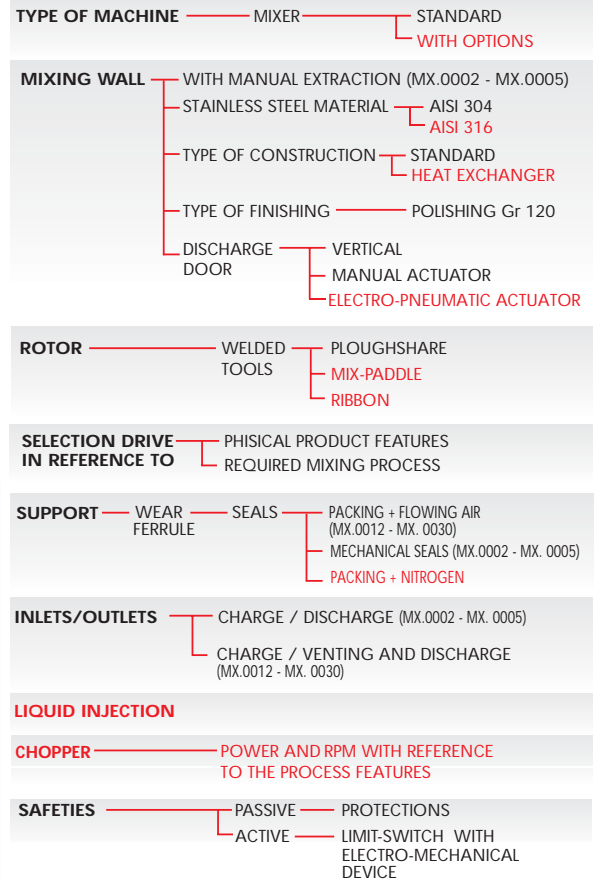 TYPE OF MACHINE MIXER STANDARD
WITH OPTIONS
MIXING WALL WITH MANUAL EXTRACTION (MX.0002 - MX.0005)
STAINLESS STEEL MATERIAL AISI 304
AISI 316
TYPE OF CONSTRUCTION STANDARD
HEAT EXCHANGER
TYPE OF FINISHING POLISHING Gr 120
DISCHARGE VERTICAL
DOOR MANUAL ACTUATOR
ELECTRO-PNEUMATIC ACTUATOR
ROTOR WELDED PLOUGHSHARE
TOOLS MIX-PADDLE
RIBBON
SELECTION DRIVE PHISICAL PRODUCT FEATURES
IN REFERENCE TO REQUIRED MIXING PROCESS
SUPPORT WEAR SEALS PACKING + FLOWING AIR
FERRULE (MX.0012 - MX. 0030)
MECHANICAL SEALS (MX.0002 - MX. 0005)
PACKING + NITROGEN
INLETS/OUTLETS CHARGE / DISCHARGE (MX.0002 - MX. 0005)
CHARGE / VENTING AND DISCHARGE
(MX.0012 - MX. 0030)
LIQUID INJECTION
CHOPPER POWER AND RPM WITH REFERENCE
TO THE PROCESS FEATURES
SAFETIES PASSIVE PROTECTIONS
ACTIVE LIMIT-SWITCH WITH
ELECTRO-MECHANICAL
DEVICE